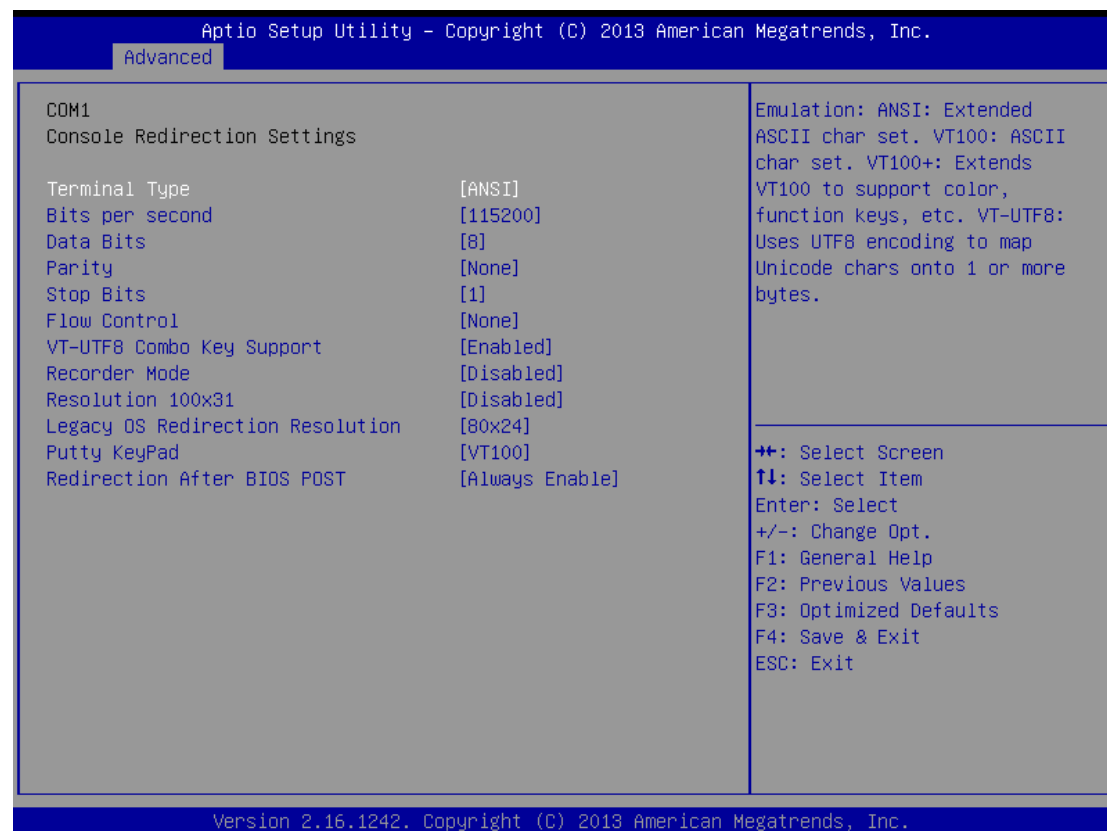 Aptio Setup Utility – Copyright (C) 2013 American Megatrends, Inc.
Advanced
COM1
Console Redirection Settings
Terminal Type [ANSI]
Bits per second [115200]
Data Bits [8]
Parity [None]
Stop Bits [1]
Flow Control [None]
VT-UTF8 Combo Key Support [Enabled]
Recorder Mode [Disabled]
Resolution 100x31 [Disabled]
Legacy OS Redirection Resolution [80x24]
Putty KeyPad [VT100]
Redirection After BIOS POST [Always Enable]
Emulation: ANSI: Extended
ASCII char set. VT100: ASCII
char set. VT100+: Extends
VT100 to support color,
function keys, etc. VT-UTF8:
Uses UTF8 encoding to map
Unicode chars onto 1 or more
bytes.
→←: Select Screen
↑↓: Select Item
Enter: Select
+/-: Change Opt.
F1: General Help
F2: Previous Values
F3: Optimized Defaults
F4: Save & Exit
ESC: Exit
Version 2.16.1242. Copyright (C) 2013 American Megatrends, Inc.